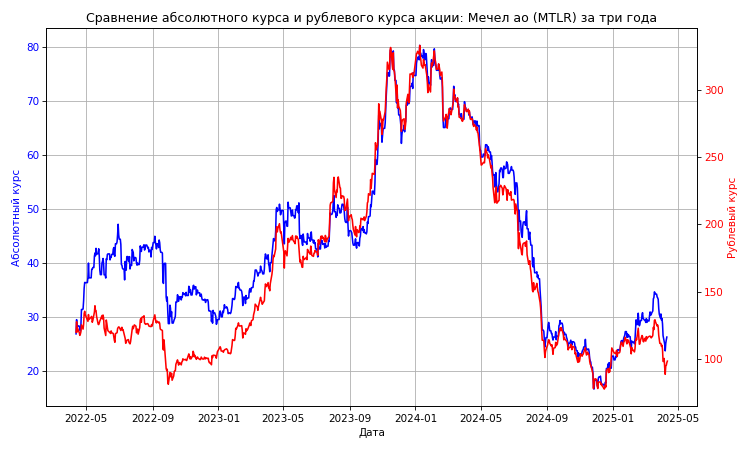 Сравнение абсолютного курса и рублевого курса акции: Мечел ао (MTLR) за три года
Абсолютный курс
80
70
60
50
40
30
20
Рублевый курс
300
250
200
150
100
2022-05 2022-09 2023-01 2023-05 2023-09 2024-01 2024-05 2024-09 2025-01 2025-05
Дата